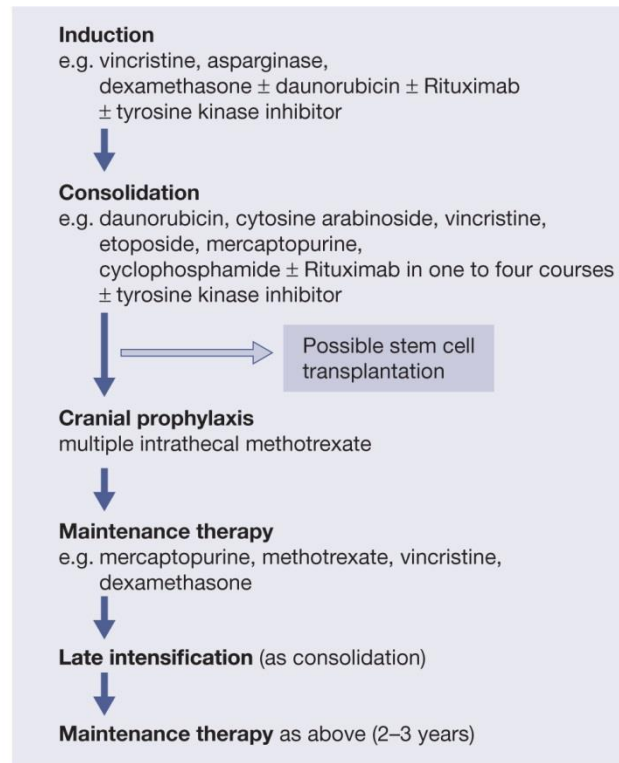 Induction
e.g. vincristine, asparginase,
dexamethasone ± daunorubicin ± Rituximab
± tyrosine kinase inhibitor
Consolidation
e.g. daunorubicin, cytosine arabinoside, vincristine,
etoposide, mercaptopurine,
cyclophosphamide ± Rituximab in one to four courses
± tyrosine kinase inhibitor
Possible stem cell
transplantation
Cranial prophylaxis
multiple intrathecal methotrexate
Maintenance therapy
e.g. mercaptopurine, methotrexate, vincristine,
dexamethasone
Late intensification (as consolidation)
Maintenance therapy as above (2–3 years)